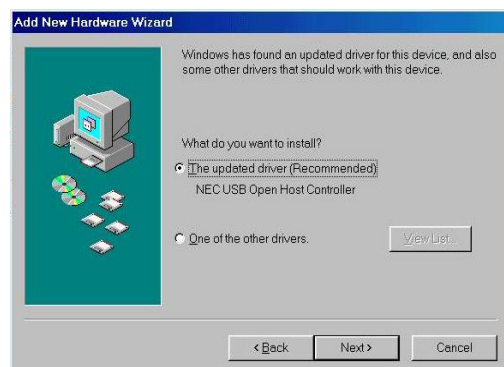 Add New Hardware Wizard
Windows has found an updated driver for this device, and also
some other drivers that should work with this device.
What do you want to install?
The updated driver (Recommended)
NEC USB Open Host Controller
One of the other drivers.
View List...
< Back
Next >
Cancel